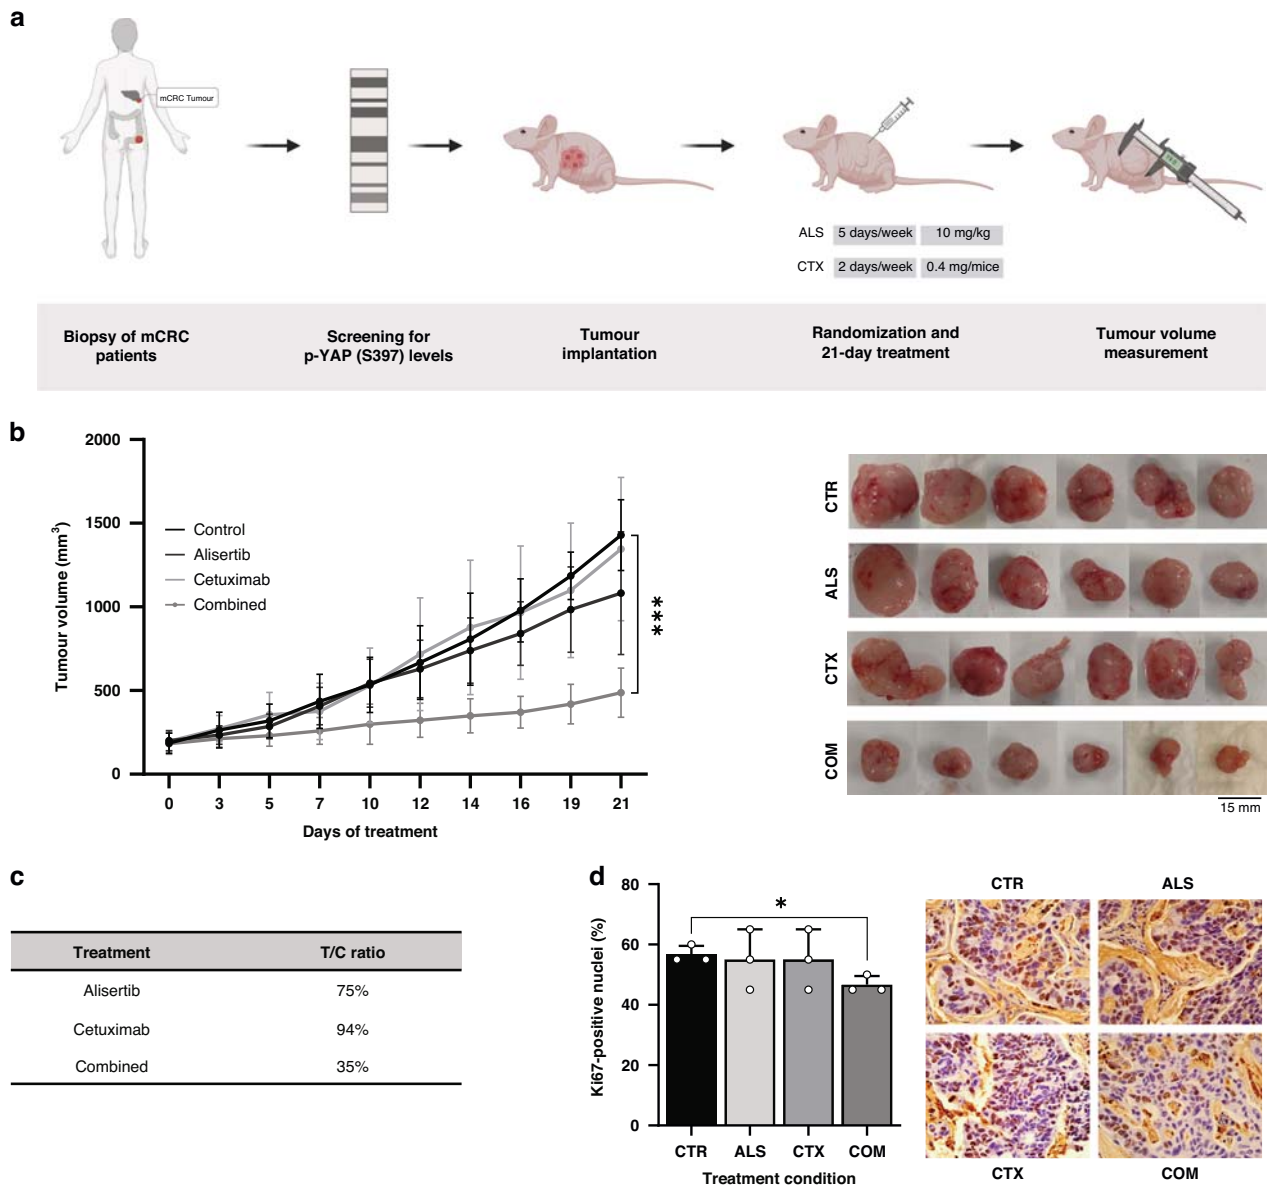 a
mCRC Tumour
ALS 5 days/week 10 mg/kg
CTX 2 days/week 0.4 mg/mice
Biopsy of mCRC
patients
Screening for
p-YAP (S397) levels
Tumour
implantation
Randomization and
21-day treatment
Tumour volume
measurement
b
Tumour volume (mm³)
2000
1500
1000
500
0
Control
Alisertib
Cetuximab
Combined
***
0 3 5 7 10 12 14 16 19 21
Days of treatment
CTR
ALS
CTX
COM
15 mm
c
Treatment T/C ratio
Alisertib 75%
Cetuximab 94%
Combined 35%
d
Ki67-positive nuclei (%)
80
60
40
20
0
*
CTR ALS CTX COM
Treatment condition
CTR ALS
CTX COM